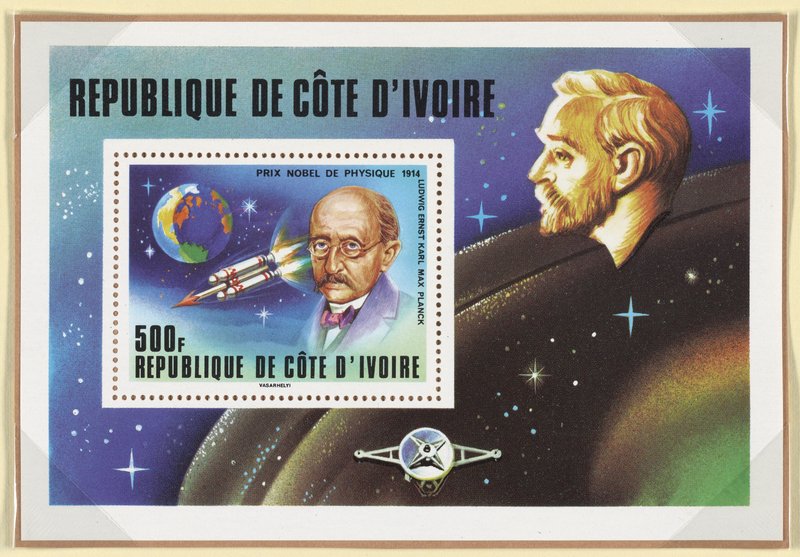 REPUBLIQUE DE CÔTE D'IVOIRE
PRIX NOBEL DE PHYSIQUE 1914
LUDWIG ERNST KARL MAX PLANCK
500F
REPUBLIQUE DE CÔTE D'IVOIRE
VASARHELYI